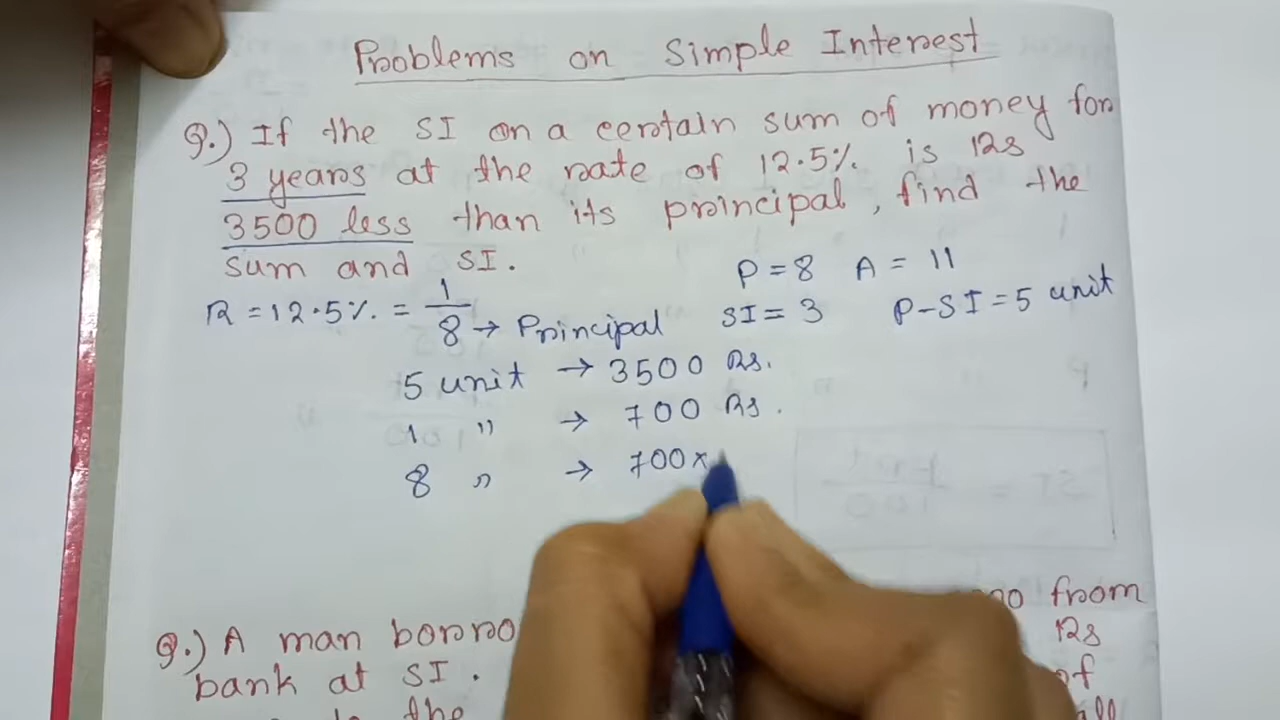 Problems on Simple Interest
Q.) If the SI on a certain sum of money for
3 years at the rate of 12.5% is Rs
3500 less than its principal, find the
sum and SI.
P = 8 A = 11
R = 12.5% = 1/8 → Principal SI = 3 P-SI = 5 unit
5 unit → 3500 Rs.
1 " → 700 Rs.
8 " → 700×
from
Q.) A man Rs
bank at SI. of
the all